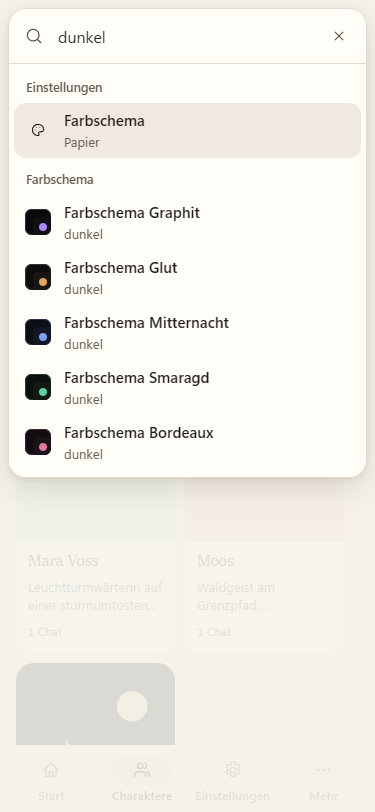 dunkel
Einstellungen
Farbschema
Papier
Farbschema
Farbschema Graphit
dunkel
Farbschema Glut
dunkel
Farbschema Mitternacht
dunkel
Farbschema Smaragd
dunkel
Farbschema Bordeaux
dunkel
Mara Voss
Leuchtturmwärterin auf
einer sturmumtosten...
1 Chat
Moos
Waldgeist am
Grenzpfad...
1 Chat
Start
Charaktere
Einstellungen
Mehr